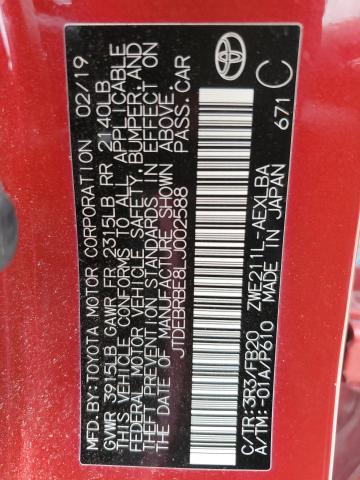 MFD.BY:TOYOTA MOTOR CORPORATION 02/19
GVWR 3915LB GAWR FR 2315LB RR 2140LB
THIS VEHICLE CONFORMS TO ALL APPLICABLE
FEDERAL MOTOR VEHICLE SAFETY, BUMPER, AND
THEFT PREVENTION STANDARDS IN EFFECT ON
THE DATE OF MANUFACTURE SHOWN ABOVE.
JTDEBRBE8LJ002588 PASS.CAR
TOYOTA
C/TR:3R3/FB20 ZWE211L-AEXLBA
A/TM:-01A/P610 MADE IN JAPAN 671
C